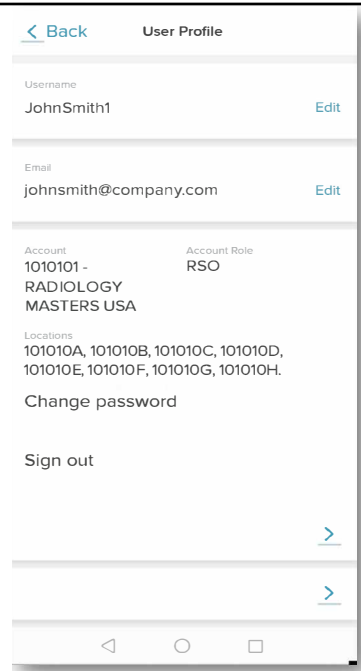 < Back User Profile
Username
JohnSmith1 Edit
Email
johnsmith@company.com Edit
Account Account Role
1010101 - RSO
RADIOLOGY
MASTERS USA
Locations
101010A, 101010B, 101010C, 101010D,
101010E, 101010F, 101010G, 101010H.
Change password
Sign out
>
>